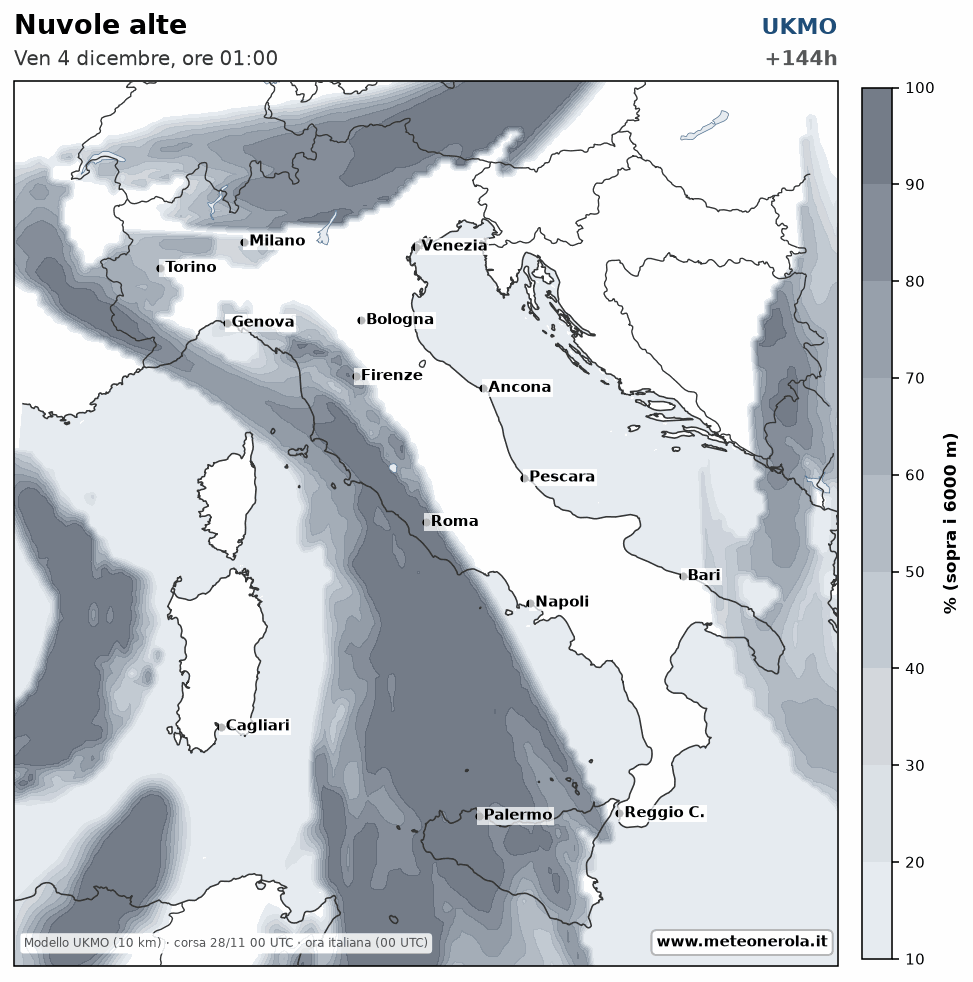 Nuvole alte
UKMO
Ven 4 dicembre, ore 01:00
+144h
Milano
Venezia
Torino
Genova
Bologna
Firenze
Ancona
Pescara
Roma
Bari
Napoli
Cagliari
Palermo
Reggio C.
Modello UKMO (10 km) · corsa 28/11 00 UTC · ora italiana (00 UTC)
www.meteonerola.it
100
90
80
70
60
50
40
30
20
10
% (sopra i 6000 m)